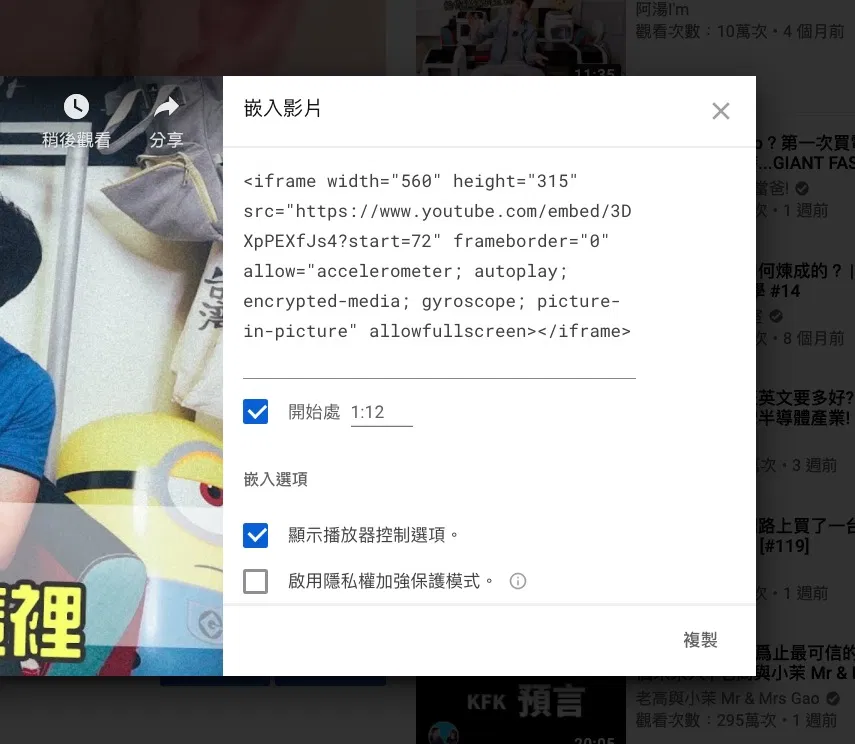 阿湯I'm
觀看次數：10萬次・4 個月前
11:35
稍後觀看
分享
嵌入影片
<iframe width="560" height="315"
src="https://www.youtube.com/embed/3D
XpPEXfJs4?start=72" frameborder="0"
allow="accelerometer; autoplay;
encrypted-media; gyroscope; picture-
in-picture" allowfullscreen></iframe>
開始處 1:12
嵌入選項
顯示播放器控制選項。
啟用隱私權加強保護模式。
複製
台灣
裡
? 第一次買
...GIANT FAS
當爸!
次・1 週前
何煉成的？ |
#14
・8 個月前
英文要多好?
半導體產業!
次・3 週前
路上買了一台
[#119]
次・1 週前
為止最可信的
與小茉 Mr &
老高與小茉 Mr & Mrs Gao
觀看次數：295萬次・1 週前
KFK 預言
20:05